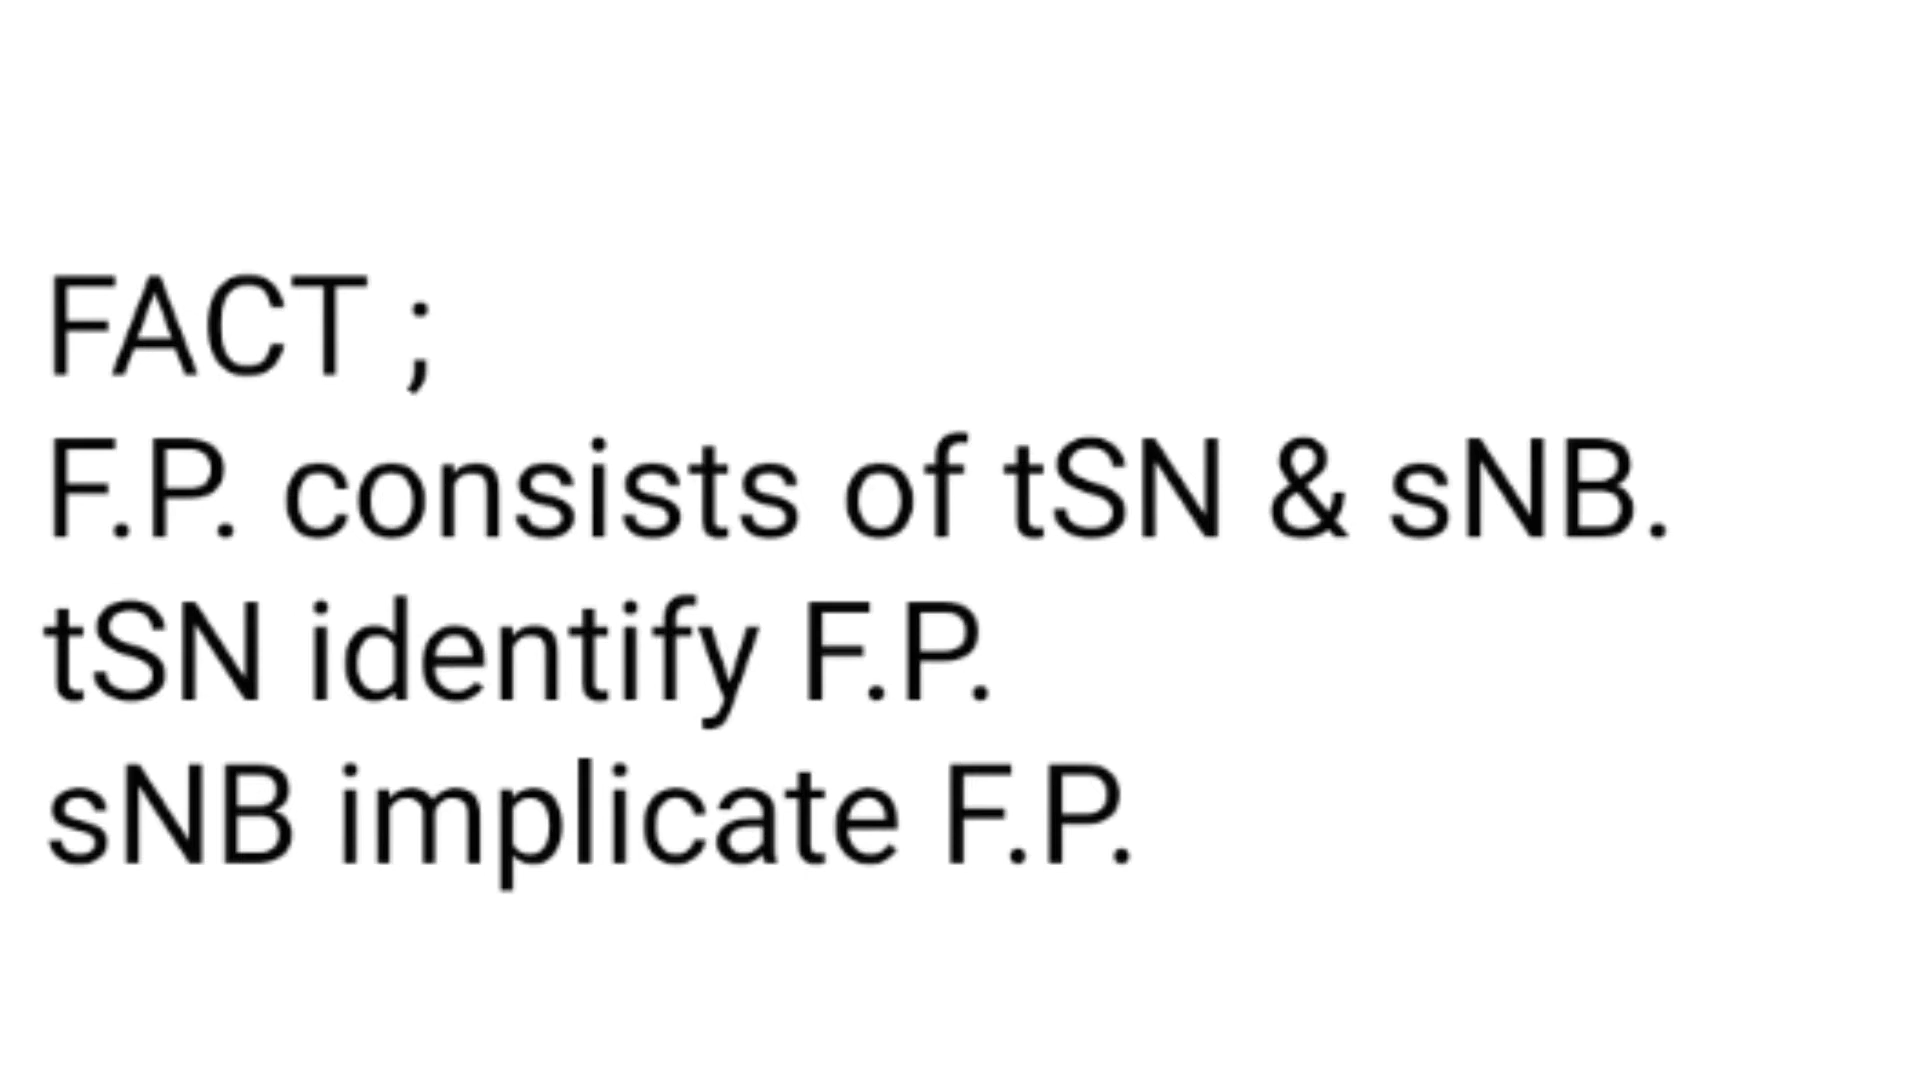 FACT ;
F.P. consists of tSN & sNB.
tSN identify F.P.
sNB implicate F.P.